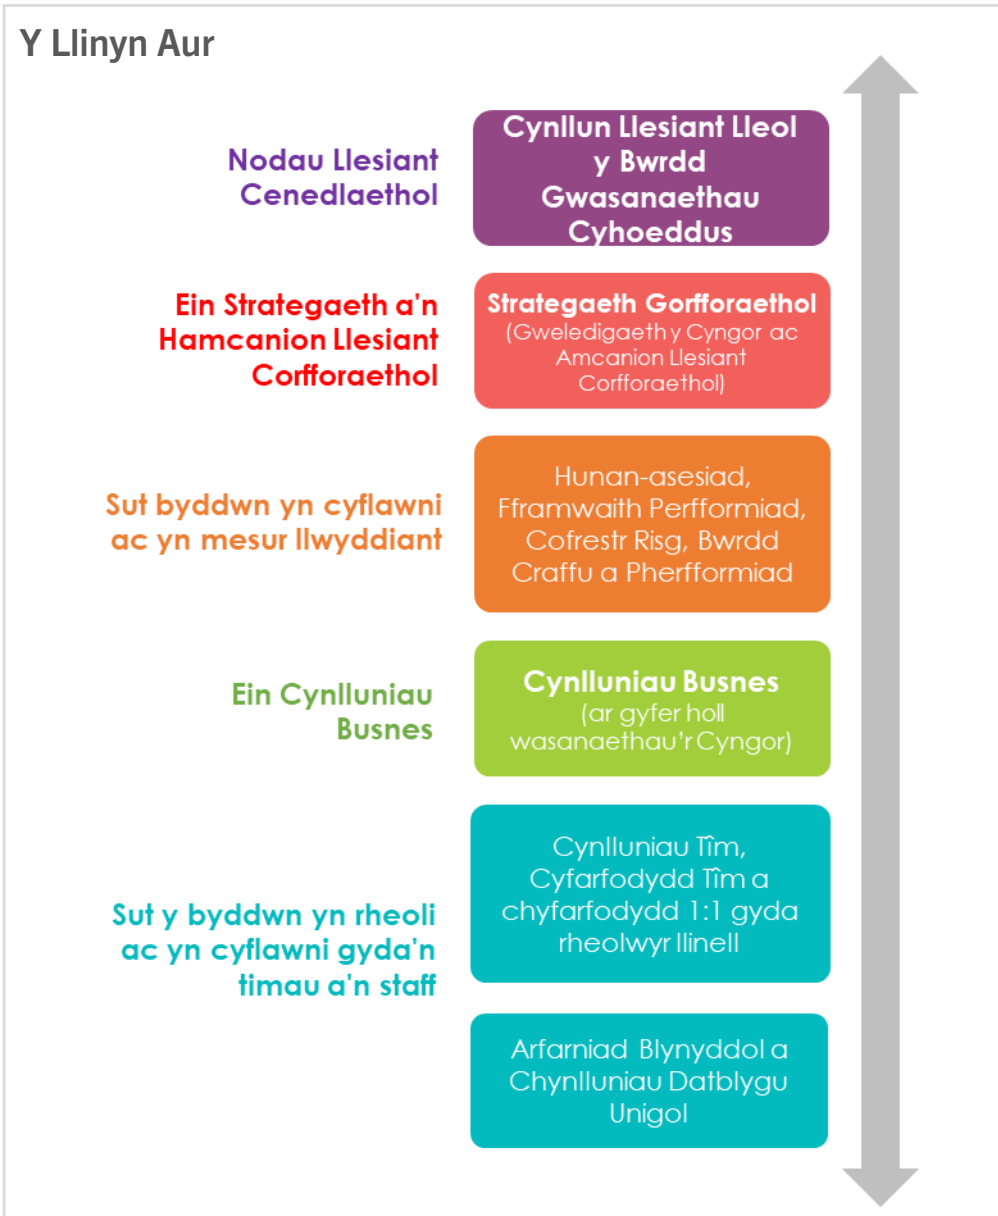 Y Llinyn Aur
Nodau Llesiant
Cenedlaethol
Cynllun Llesiant Lleol
y Bwrdd
Gwasanaethau
Cyhoeddus
Ein Strategaeth a'n
Hamcanion Llesiant
Corfforaethol
Strategaeth Gorfforaethol
(Gweledigaeth y Cyngor ac
Amcanion Llesiant
Corfforaethol)
Sut byddwn yn cyflawni
ac yn mesur llwyddiant
Hunan-asesiad,
Fframwaith Perfformiad,
Cofrestr Risg, Bwrdd
Craffu a Pherfformiad
Ein Cynlluniau
Busnes
Cynlluniau Busnes
(ar gyfer holl
wasanaethau’r Cyngor)
Sut y byddwn yn rheoli
ac yn cyflawni gyda'n
timau a'n staff
Cynlluniau Tîm,
Cyfarfodydd Tîm a
chyfarfodydd 1:1 gyda
rheolwyr llinell
Arfarniad Blynyddol a
Chynlluniau Datblygu
Unigol